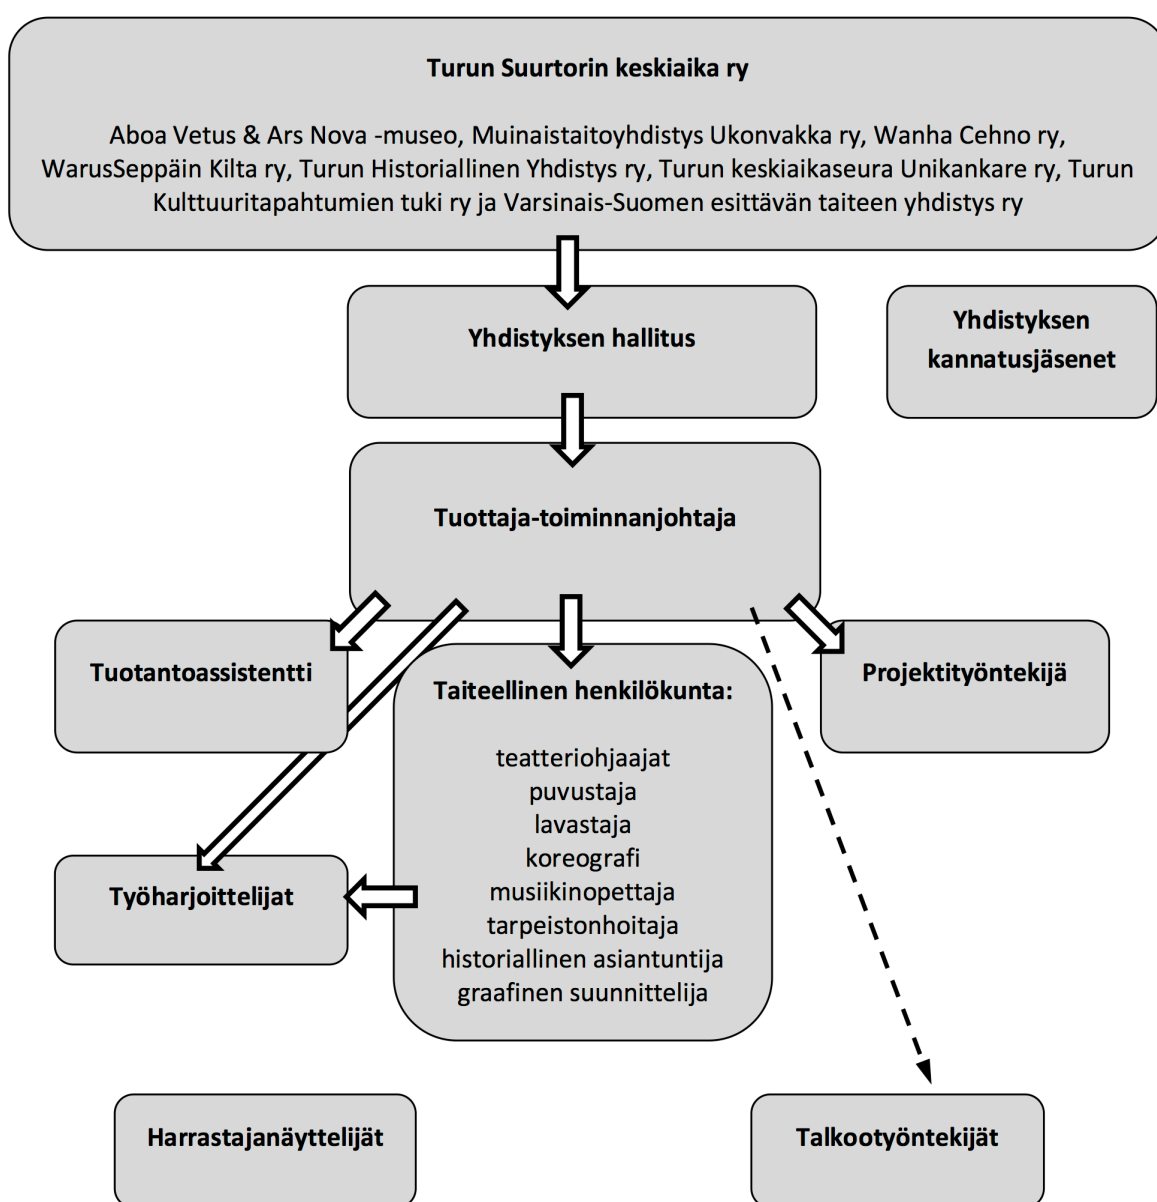 Turun Suurtorin keskiaika ry
Aboa Vetus & Ars Nova -museo, Muinaistaitoyhdistys Ukonvakka ry, Wanha Cehno ry,
WarusSeppäin Kilta ry, Turun Historiallinen Yhdistys ry, Turun keskiaikaseura Unikankare ry, Turun
Kulttuuritapahtumien tuki ry ja Varsinais-Suomen esittävän taiteen yhdistys ry
Yhdistyksen hallitus
Yhdistyksen
kannatusjäsenet
Tuottaja-toiminnanjohtaja
Tuotantoassistentti
Taiteellinen henkilökunta:
teatteriohjaajat
puvustaja
lavastaja
koreografi
musiikinopettaja
tarpeistonhoitaja
historiallinen asiantuntija
graafinen suunnittelija
Projektityöntekijä
Työharjoittelijat
Harrastajanäyttelijät
Talkootyöntekijät